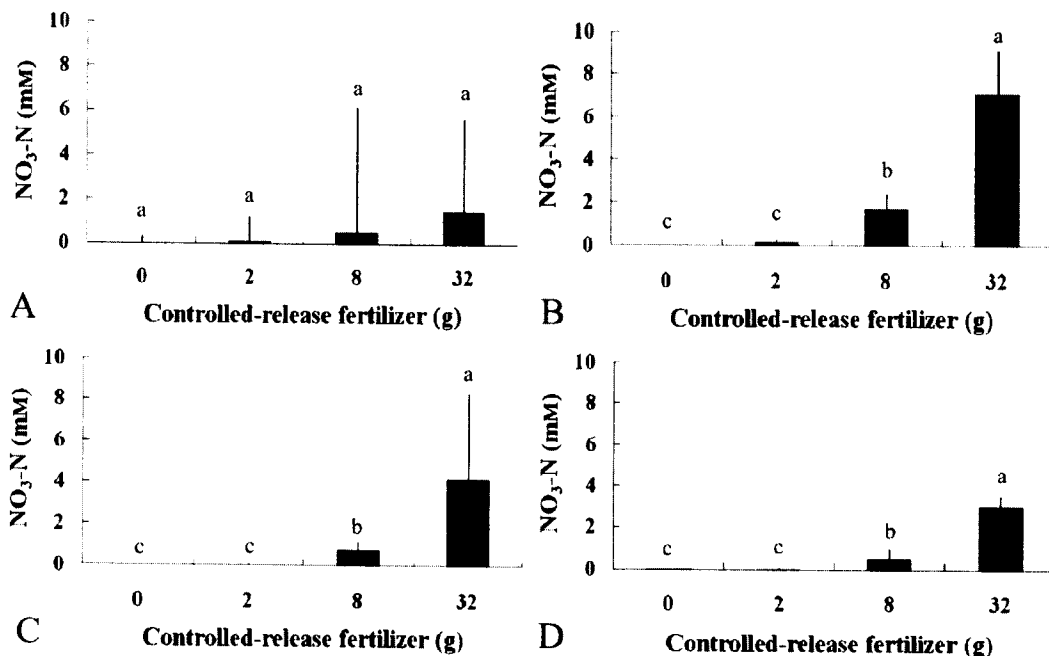 10
8
6
4
2
0
NO3-N (mM)
a
a
a
a
0 2 8 32
Controlled-release fertilizer (g)
A
10
8
6
4
2
0
NO3-N (mM)
c
c
b
a
0 2 8 32
Controlled-release fertilizer (g)
B
10
8
6
4
2
0
NO3-N (mM)
c
c
b
a
0 2 8 32
Controlled-release fertilizer (g)
C
10
8
6
4
2
0
NO3-N (mM)
c
c
b
a
0 2 8 32
Controlled-release fertilizer (g)
D